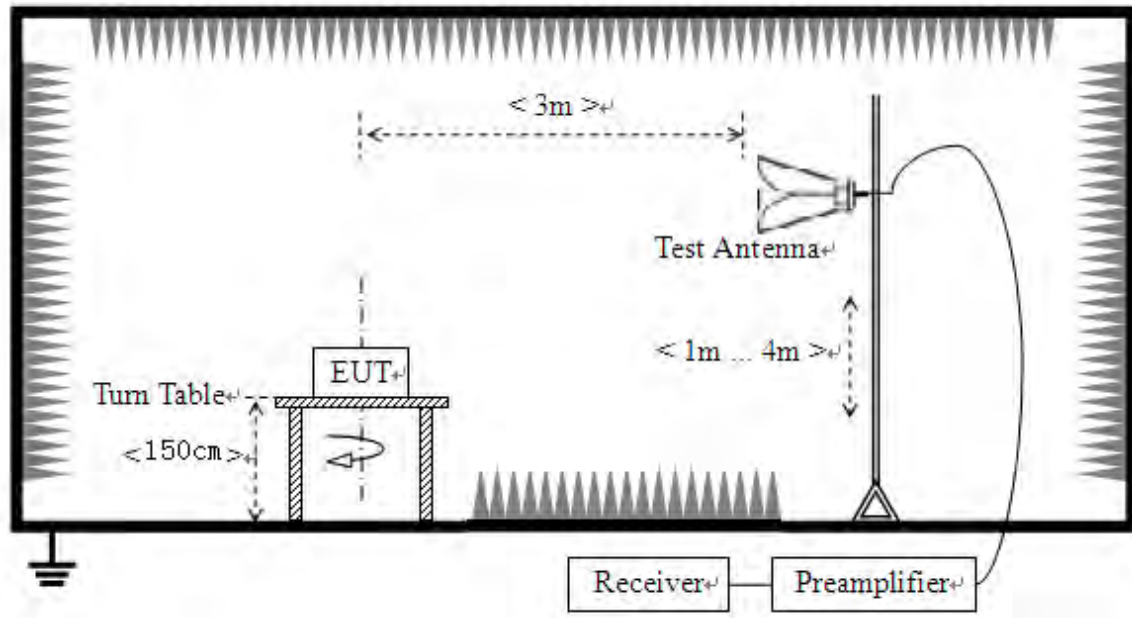 < 3m >
Test Antenna
< 1m ... 4m >
EUT
Turn Table
<150cm>
Receiver
Preamplifier